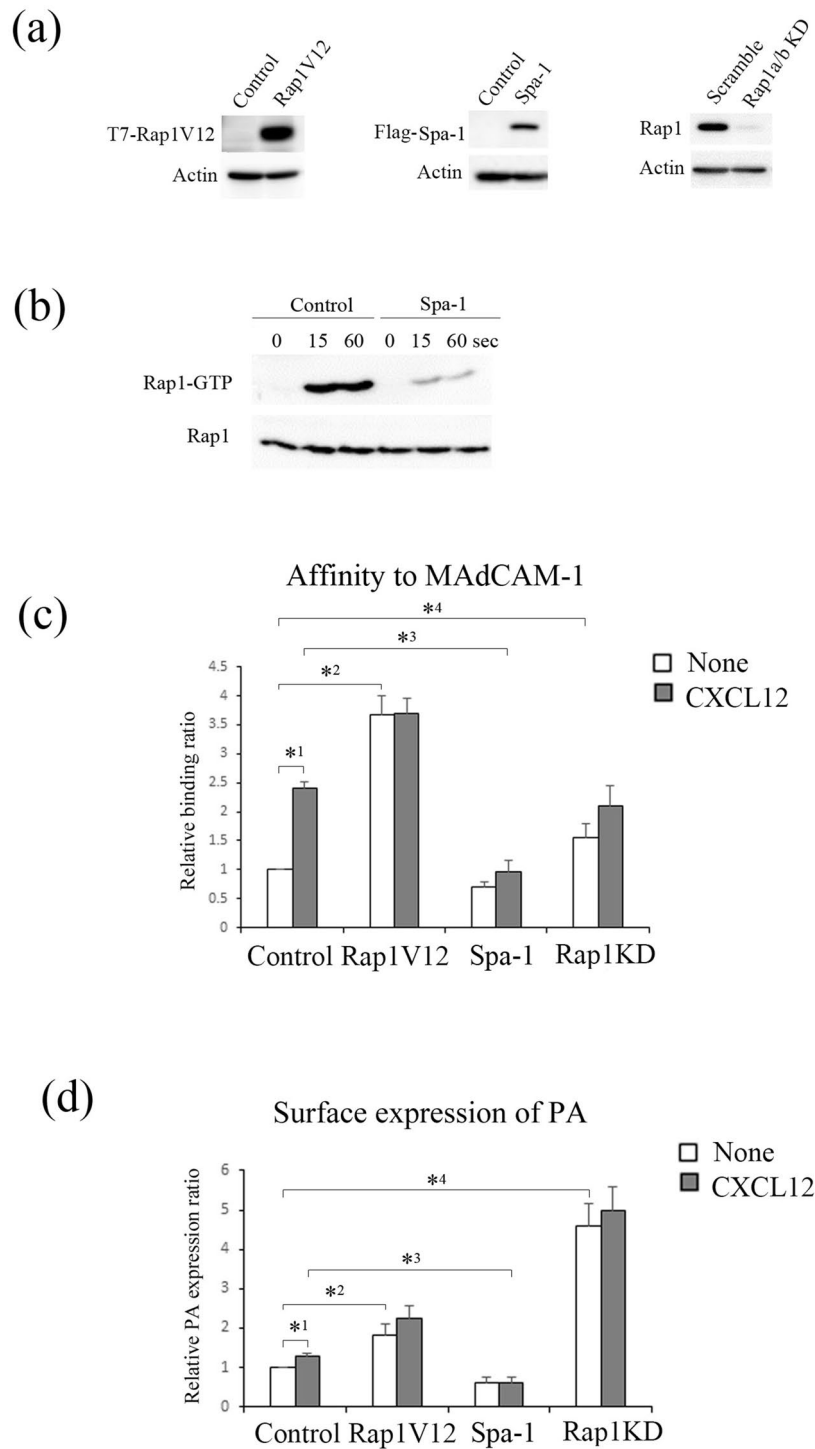 (a)
Control
Rap1V12
T7-Rap1V12
Actin
Control
Spa-1
Flag-Spa-1
Actin
Scramble
Rap1a/b KD
Rap1
Actin
(b)
Control Spa-1
0 15 60 0 15 60 sec
Rap1-GTP
Rap1
(c)
Affinity to MAdCAM-1
None
CXCL12
*4
*3
*2
*1
Relative binding ratio
4.5
4
3.5
3
2.5
2
1.5
1
0.5
0
Control Rap1V12 Spa-1 Rap1KD
(d)
Surface expression of PA
None
CXCL12
*4
*3
*2
*1
Relative PA expression ratio
6
5
4
3
2
1
0
Control Rap1V12 Spa-1 Rap1KD